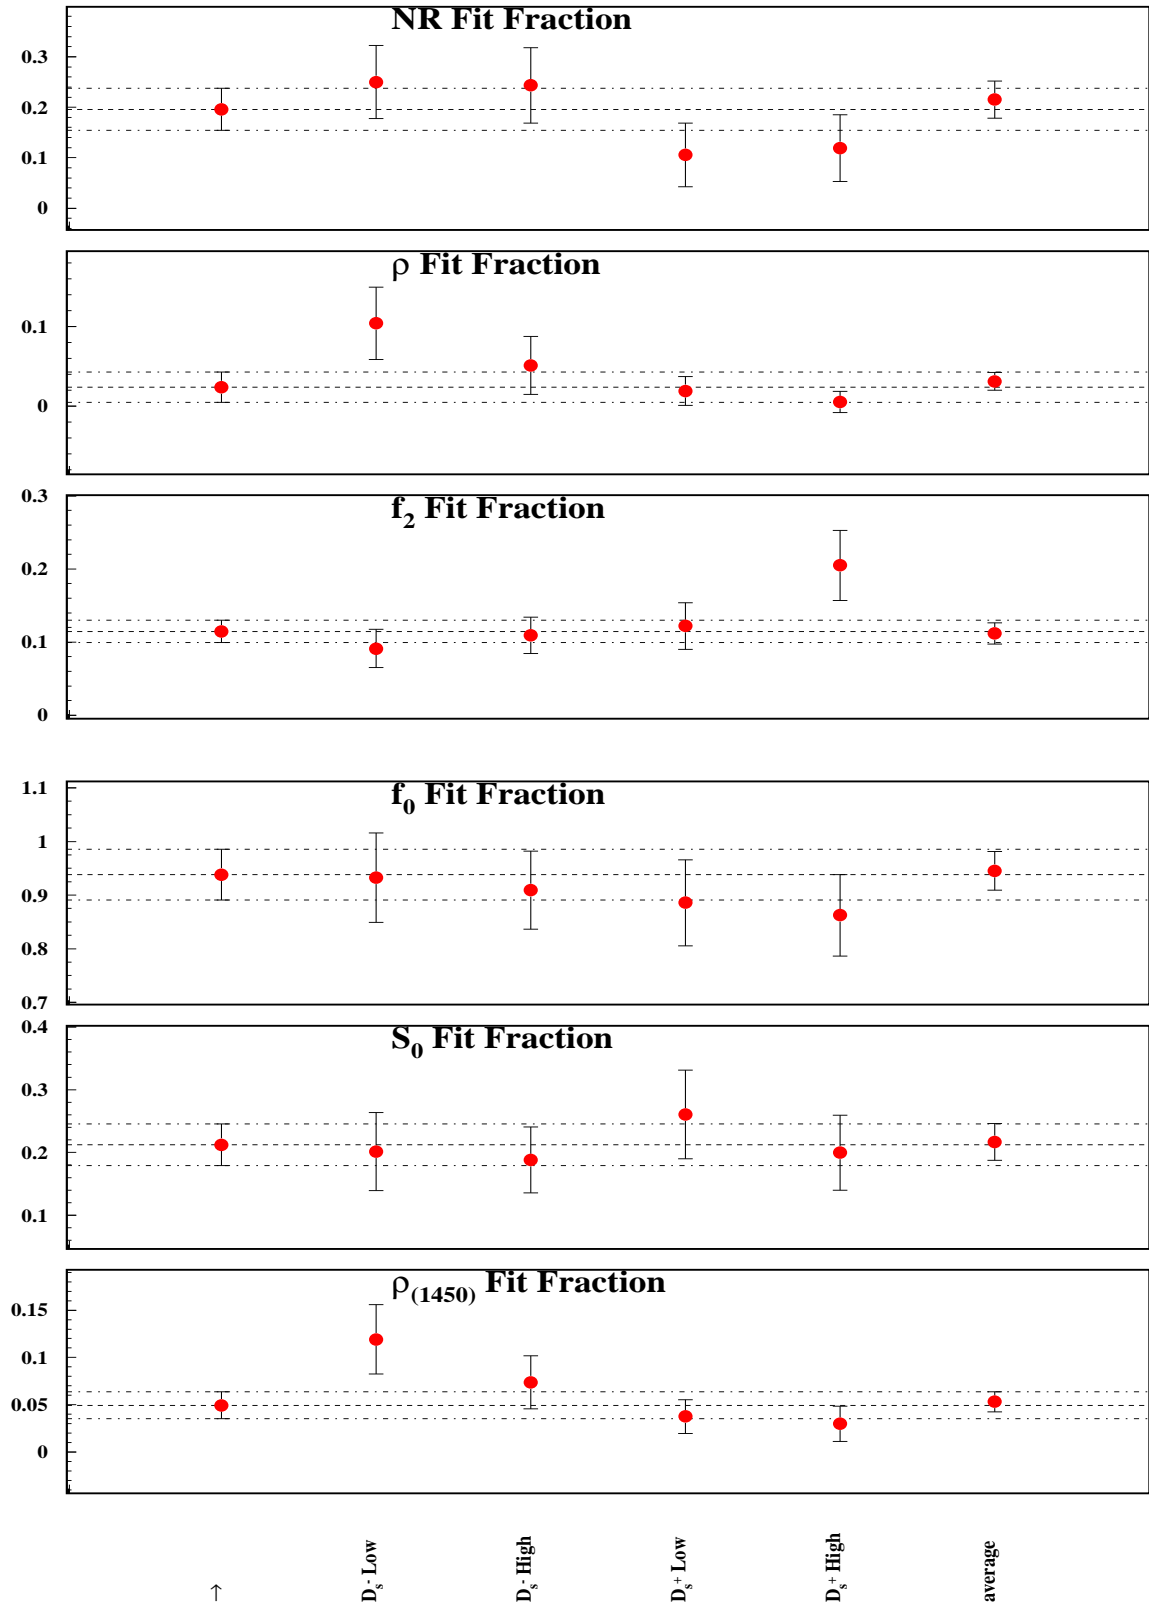 NR Fit Fraction
0.3
0.2
0.1
0
ρ Fit Fraction
0.1
0
f₂ Fit Fraction
0.3
0.2
0.1
0
f₀ Fit Fraction
1.1
1
0.9
0.8
0.7
S₀ Fit Fraction
0.4
0.3
0.2
0.1
ρ₍₁₄₅₀₎ Fit Fraction
0.15
0.1
0.05
0
↑
Dₛ⁻ Low
Dₛ⁻ High
Dₛ⁺ Low
Dₛ⁺ High
average